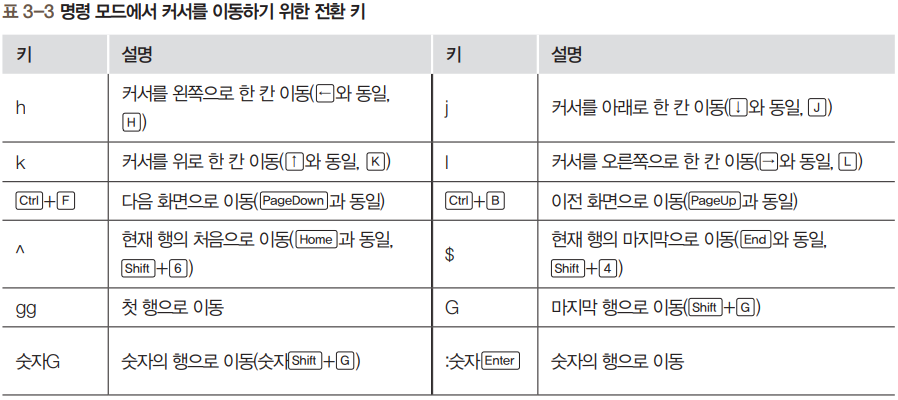 표 3-3 명령 모드에서 커서를 이동하기 위한 전환 키
키 설명 키 설명
h 커서를 왼쪽으로 한 칸 이동(←와 동일, H) j 커서를 아래로 한 칸 이동(↓와 동일, J)
k 커서를 위로 한 칸 이동(↑와 동일, K) l 커서를 오른쪽으로 한 칸 이동(→와 동일, L)
Ctrl+F 다음 화면으로 이동(PageDown과 동일) Ctrl+B 이전 화면으로 이동(PageUp과 동일)
^ 현재 행의 처음으로 이동(Home과 동일, Shift+6) $ 현재 행의 마지막으로 이동(End와 동일, Shift+4)
gg 첫 행으로 이동 G 마지막 행으로 이동(Shift+G)
숫자G 숫자의 행으로 이동(숫자Shift+G) :숫자Enter 숫자의 행으로 이동